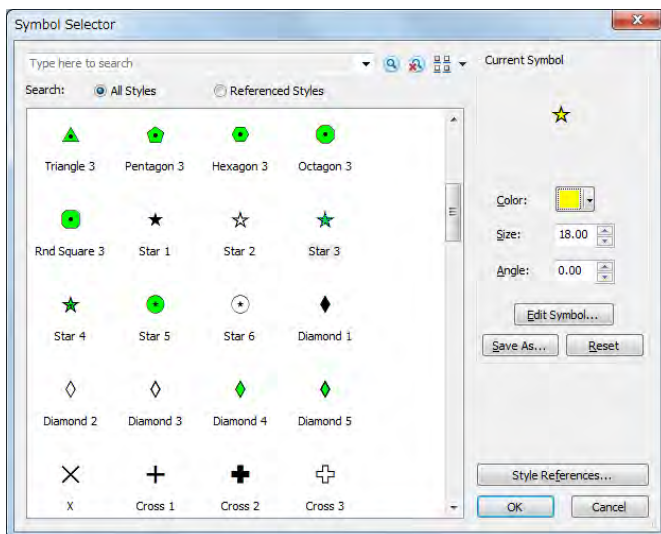 Symbol Selector
Type here to search
Search: All Styles Referenced Styles
Triangle 3 Pentagon 3 Hexagon 3 Octagon 3
Rnd Square 3 Star 1 Star 2 Star 3
Star 4 Star 5 Star 6 Diamond 1
Diamond 2 Diamond 3 Diamond 4 Diamond 5
X Cross 1 Cross 2 Cross 3
Current Symbol
Color:
Size: 18.00
Angle: 0.00
Edit Symbol...
Save As... Reset
Style References...
OK Cancel